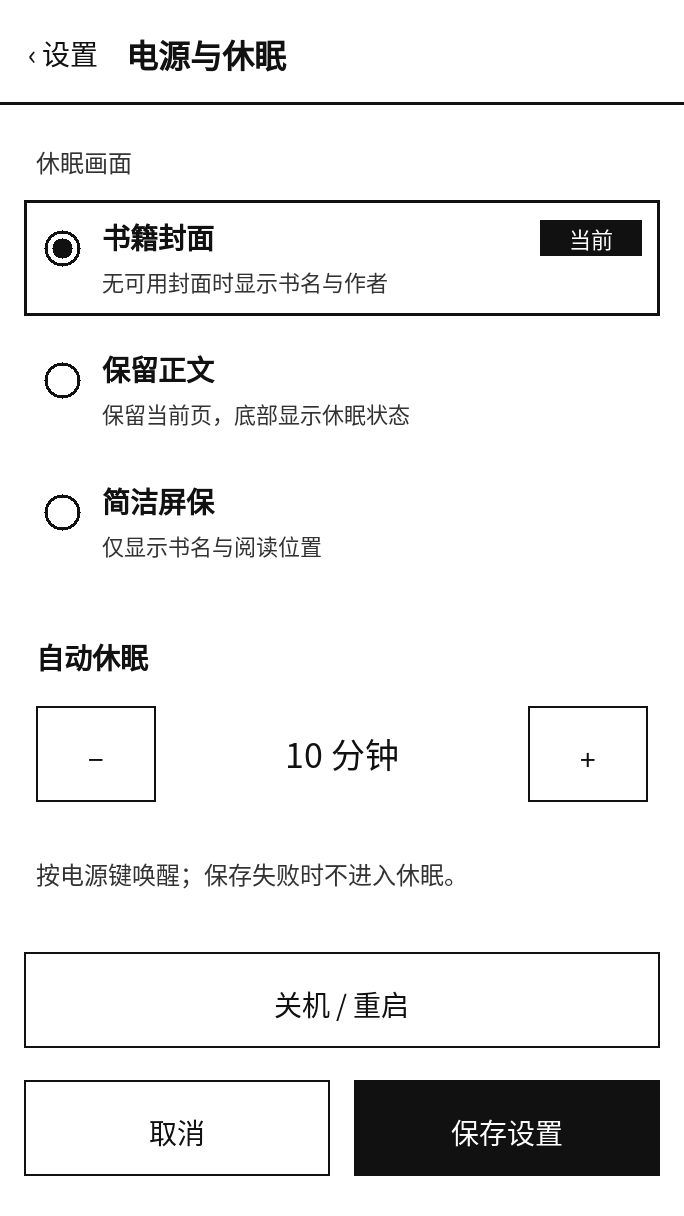 ‹ 设置 电源与休眠
休眠画面
书籍封面 当前
无可用封面时显示书名与作者
保留正文
保留当前页，底部显示休眠状态
简洁屏保
仅显示书名与阅读位置
自动休眠
− 10 分钟 +
按电源键唤醒；保存失败时不进入休眠。
关机 / 重启
取消 保存设置